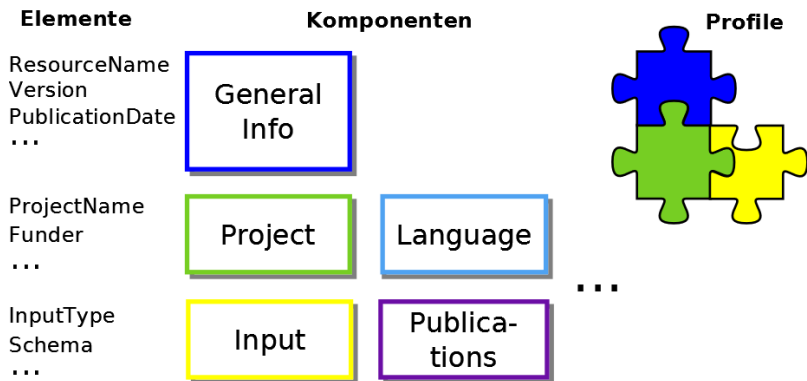 Elemente
Komponenten
Profile
ResourceName
Version
PublicationDate
...
General
Info
ProjectName
Funder
...
Project
Language
...
InputType
Schema
...
Input
Publica-
tions